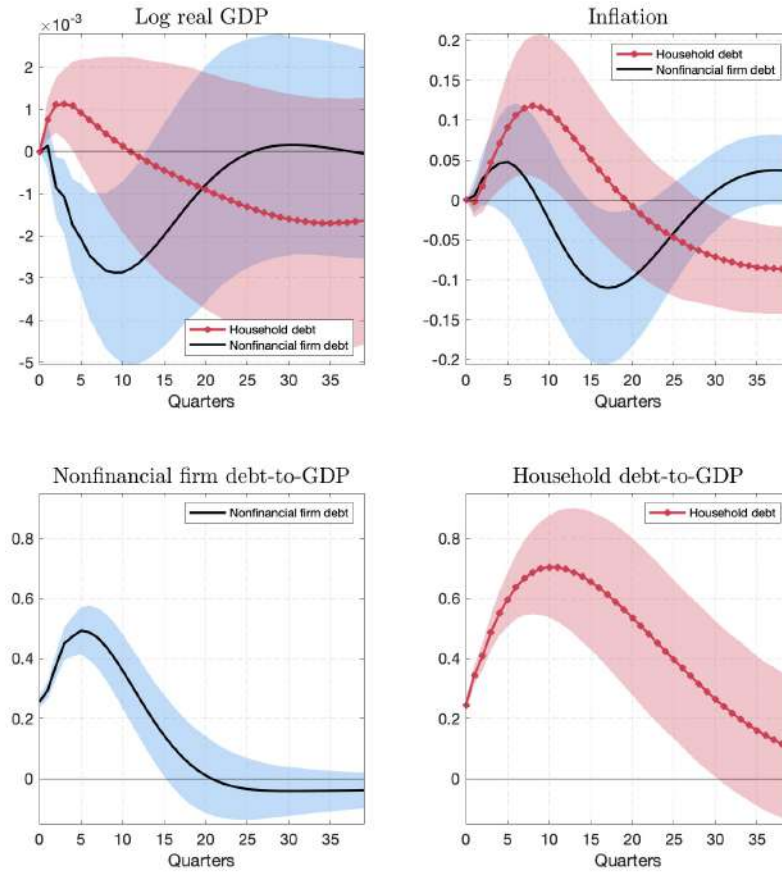 Log real GDP
×10⁻³
2
1
0
-1
-2
-3
-4
-5
Household debt
Nonfinancial firm debt
0 5 10 15 20 25 30 35
Quarters
Inflation
0.2
0.15
0.1
0.05
0
-0.05
-0.1
-0.15
-0.2
Household debt
Nonfinancial firm debt
0 5 10 15 20 25 30 35
Quarters
Nonfinancial firm debt-to-GDP
0.8
0.6
0.4
0.2
0
Nonfinancial firm debt
0 5 10 15 20 25 30 35
Quarters
Household debt-to-GDP
0.8
0.6
0.4
0.2
0
Household debt
0 5 10 15 20 25 30 35
Quarters